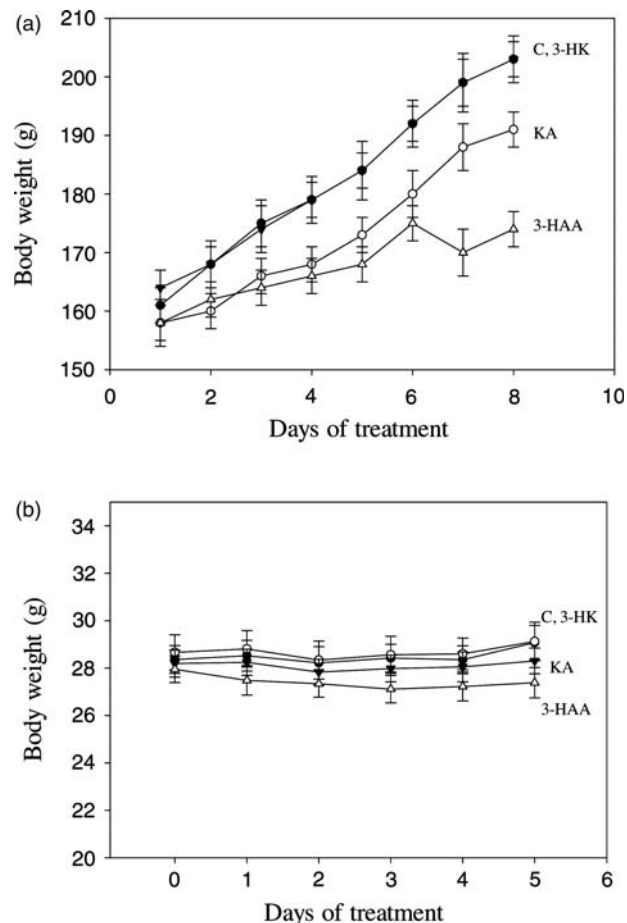 (a)
210
200
190
180
170
160
150
Body weight (g)
C, 3-HK
KA
3-HAA
0
2
4
6
8
10
Days of treatment
(b)
34
32
30
28
26
24
22
20
Body weight (g)
C, 3-HK
KA
3-HAA
0
1
2
3
4
5
6
Days of treatment